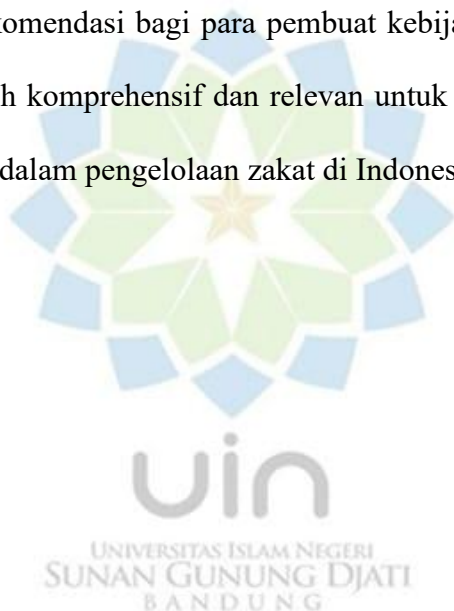 komendasi bagi para pembuat kebija
h komprehensif dan relevan untuk
dalam pengelolaan zakat di Indones
uin
UNIVERSITAS ISLAM NEGERI
SUNAN GUNUNG DJATI
BANDUNG